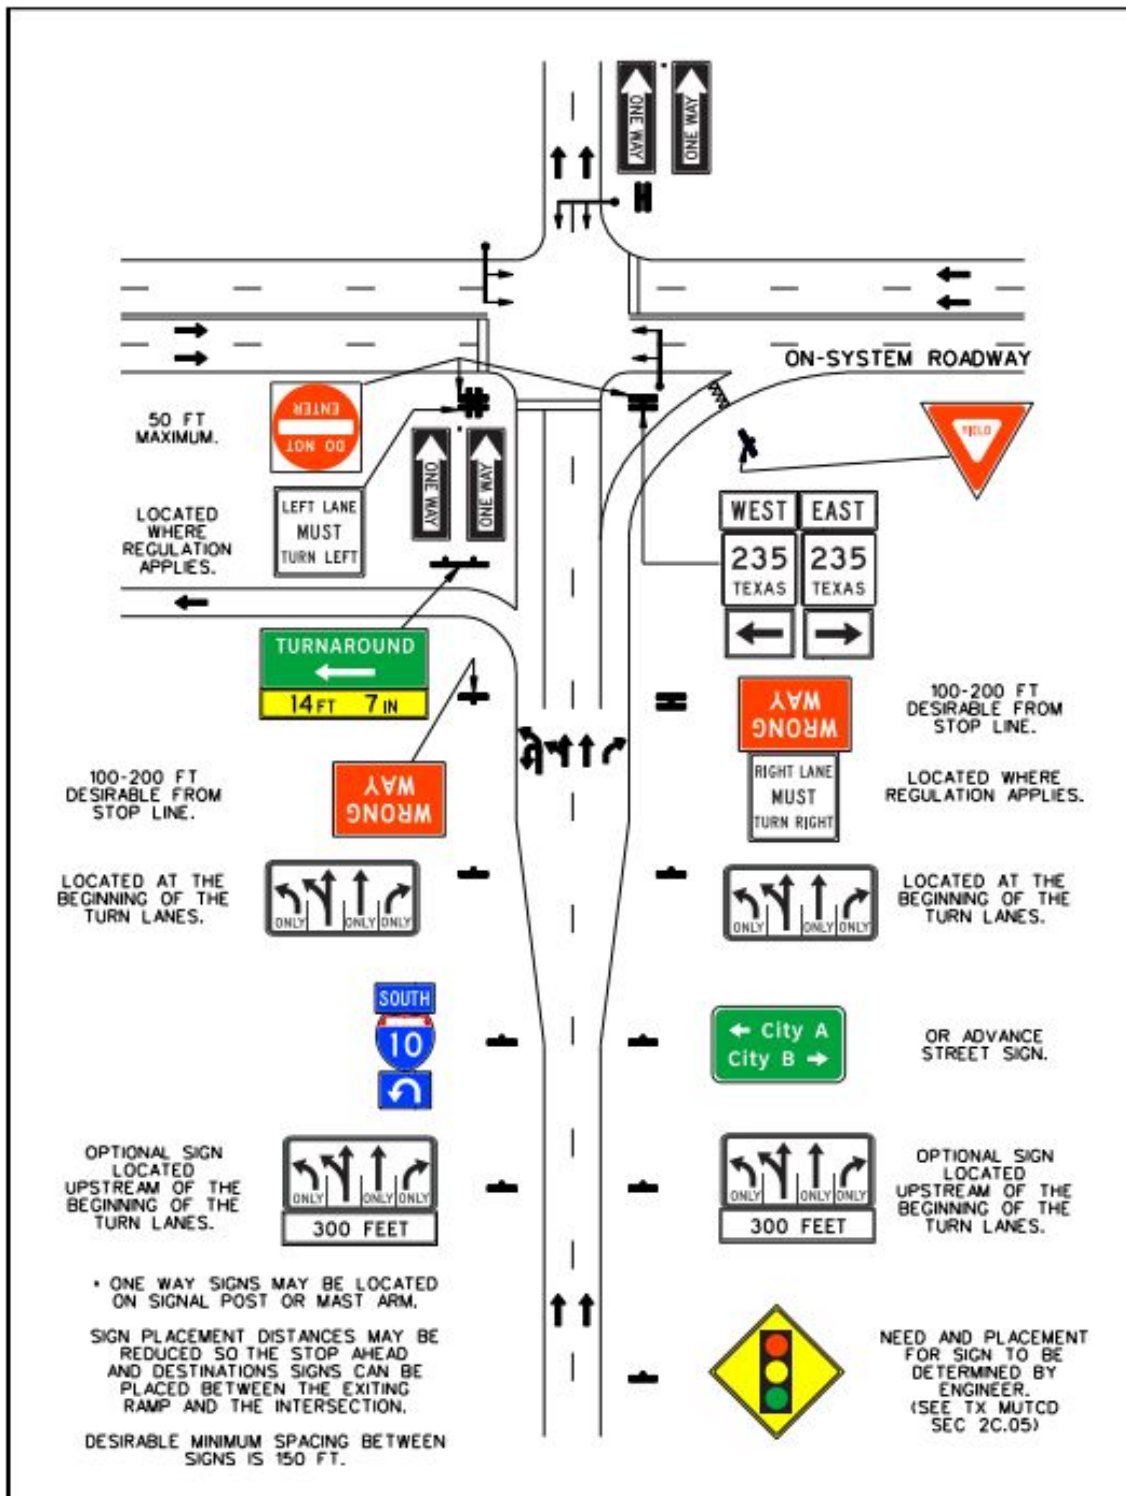 ONE WAY
ONE WAY
ON-SYSTEM ROADWAY
50 FT
MAXIMUM.
DO NOT
ENTER
YIELD
LOCATED
WHERE
REGULATION
APPLIES.
LEFT LANE
MUST
TURN LEFT
ONE WAY
ONE WAY
WEST
EAST
235
TEXAS
235
TEXAS
TURNAROUND
14 FT 7 IN
WRONG
WAY
100-200 FT
DESIRABLE FROM
STOP LINE.
100-200 FT
DESIRABLE FROM
STOP LINE.
WRONG
WAY
RIGHT LANE
MUST
TURN RIGHT
LOCATED WHERE
REGULATION APPLIES.
LOCATED AT THE
BEGINNING OF THE
TURN LANES.
ONLY ONLY ONLY
ONLY ONLY ONLY
LOCATED AT THE
BEGINNING OF THE
TURN LANES.
SOUTH
10
City A
City B
OR ADVANCE
STREET SIGN.
OPTIONAL SIGN
LOCATED
UPSTREAM OF THE
BEGINNING OF THE
TURN LANES.
ONLY ONLY ONLY
300 FEET
ONLY ONLY ONLY
300 FEET
OPTIONAL SIGN
LOCATED
UPSTREAM OF THE
BEGINNING OF THE
TURN LANES.
• ONE WAY SIGNS MAY BE LOCATED
ON SIGNAL POST OR MAST ARM.
SIGN PLACEMENT DISTANCES MAY BE
REDUCED SO THE STOP AHEAD
AND DESTINATIONS SIGNS CAN BE
PLACED BETWEEN THE EXITING
RAMP AND THE INTERSECTION.
DESIRABLE MINIMUM SPACING BETWEEN
SIGNS IS 150 FT.
NEED AND PLACEMENT
FOR SIGN TO BE
DETERMINED BY
ENGINEER.
(SEE TX MUTCD
SEC 2C.05)